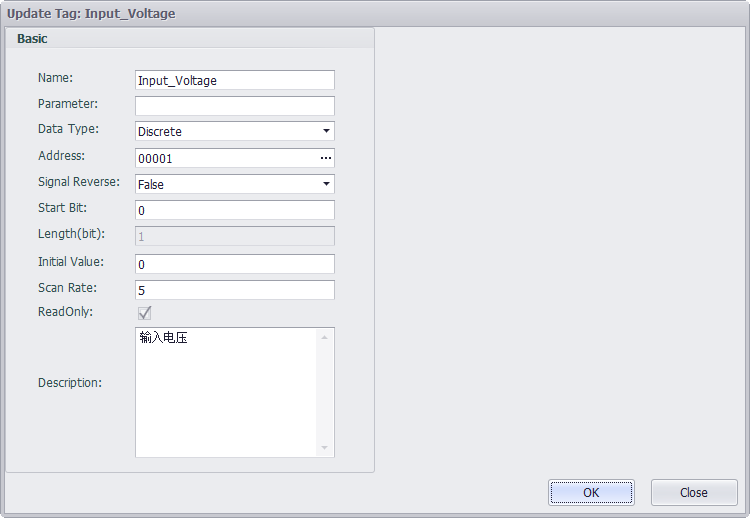 Update Tag: Input_Voltage
Basic
Name: Input_Voltage
Parameter:
Data Type: Discrete
Address: 00001 ...
Signal Reverse: False
Start Bit: 0
Length(bit): 1
Initial Value: 0
Scan Rate: 5
ReadOnly:
Description: 输入电压
OK Close